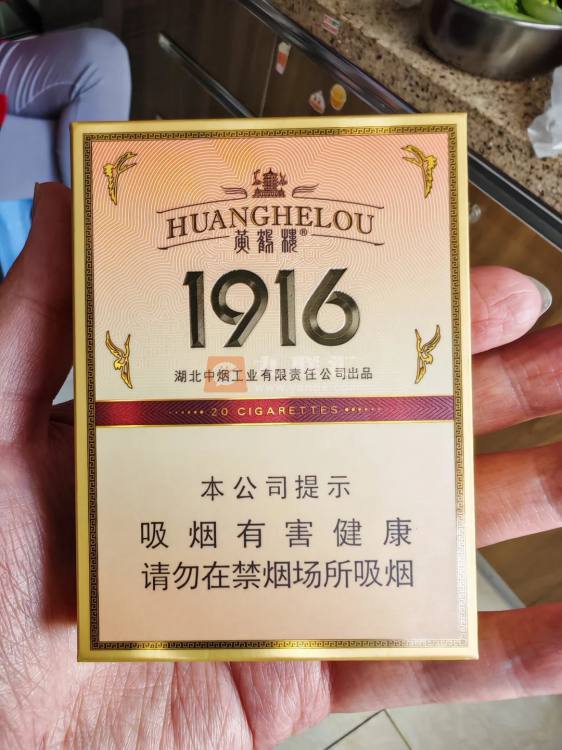 HUANGHELOU
黄鹤楼®
1916
湖北中烟工业有限责任公司出品
20 CIGARETTES
本公司提示
吸烟有害健康
请勿在禁烟场所吸烟